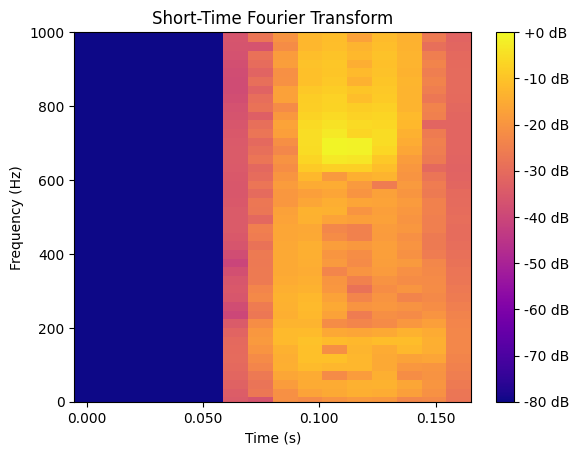 Short-Time Fourier Transform
1000
800
600
400
200
0
Frequency (Hz)
0.000
0.050
0.100
0.150
Time (s)
+0 dB
-10 dB
-20 dB
-30 dB
-40 dB
-50 dB
-60 dB
-70 dB
-80 dB